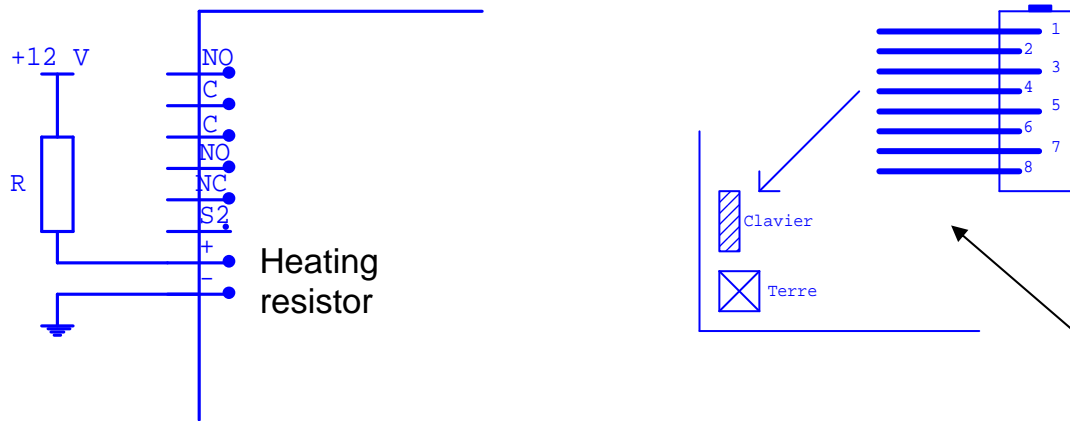 +12 V
R
NO
C
C
NO
NC
S2
+
-
Heating
resistor
1
2
3
4
5
6
7
8
Clavier
Terre